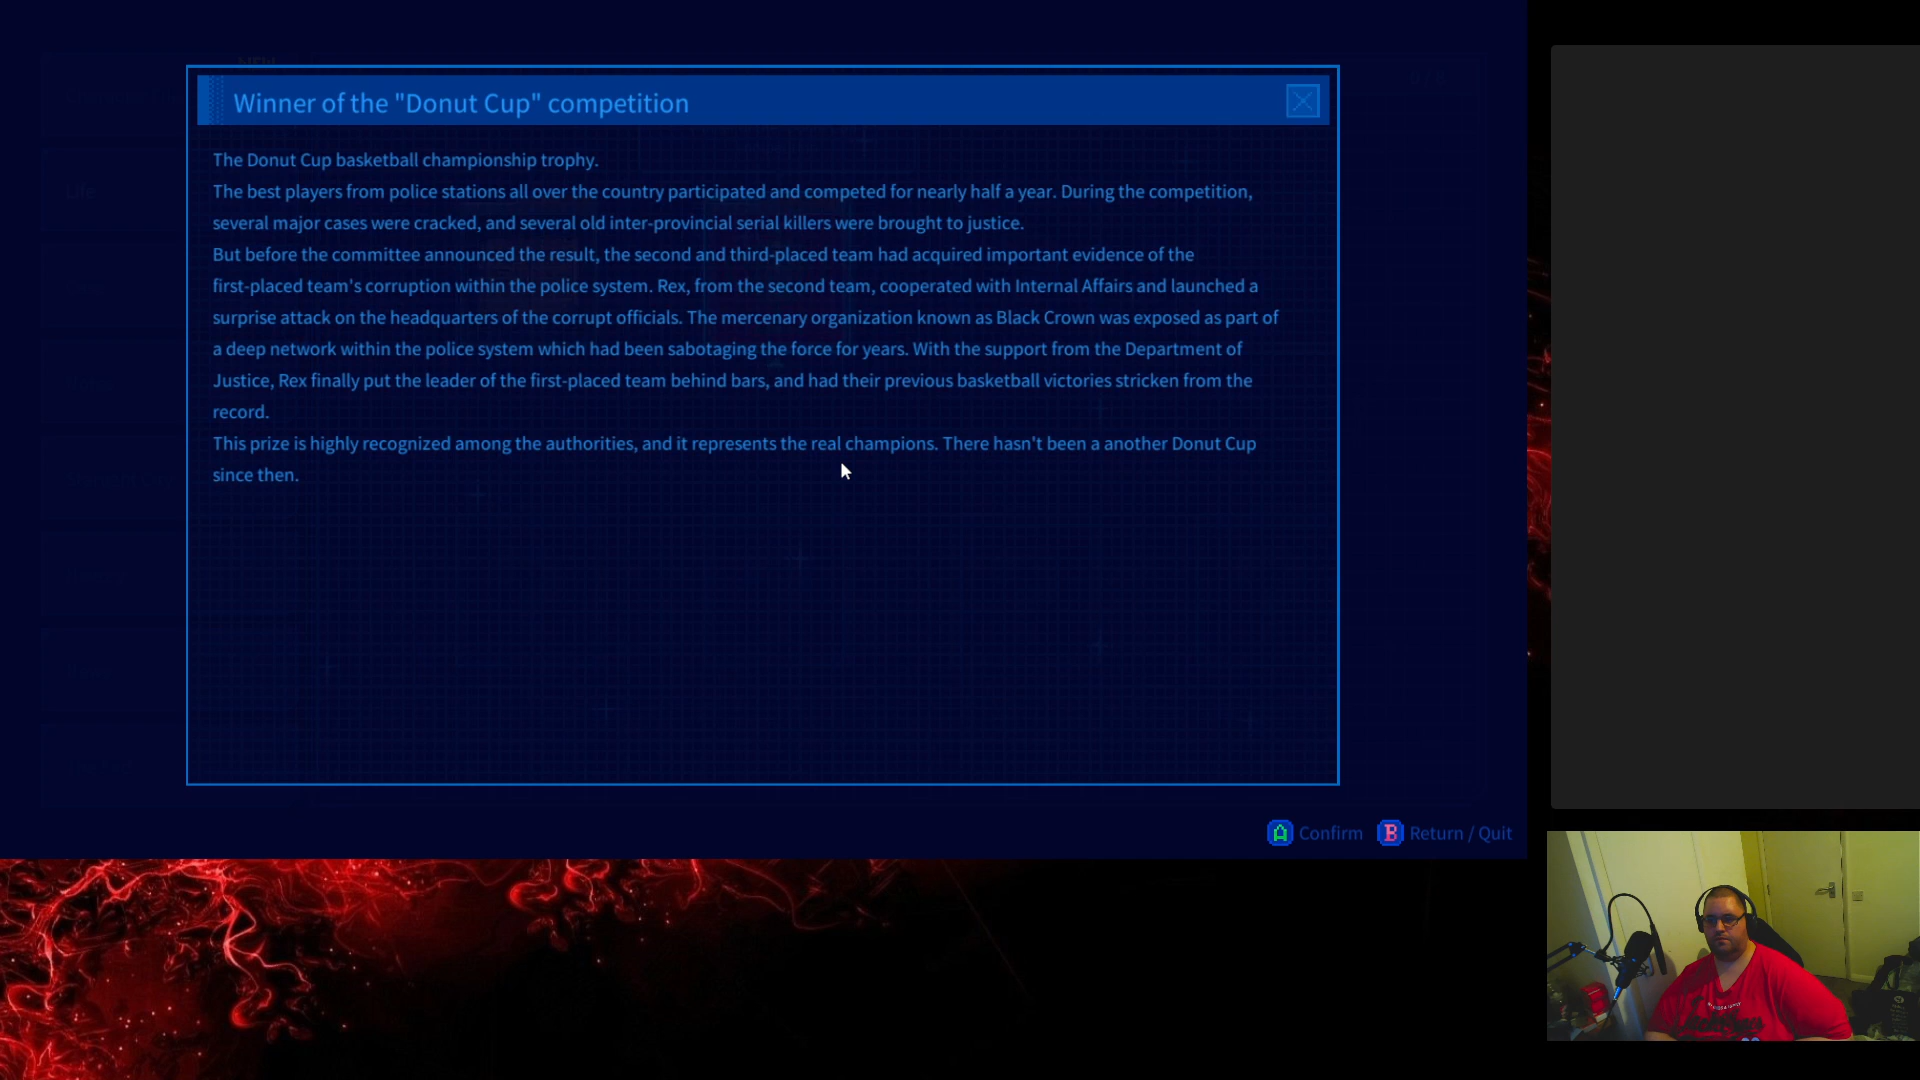 Winner of the "Donut Cup" competition
The Donut Cup basketball championship trophy.
The best players from police stations all over the country participated and competed for nearly half a year. During the competition,
several major cases were cracked, and several old inter-provincial serial killers were brought to justice.
But before the committee announced the result, the second and third-placed team had acquired important evidence of the
first-placed team's corruption within the police system. Rex, from the second team, cooperated with Internal Affairs and launched a
surprise attack on the headquarters of the corrupt officials. The mercenary organization known as Black Crown was exposed as part of
a deep network within the police system which had been sabotaging the force for years. With the support from the Department of
Justice, Rex finally put the leader of the first-placed team behind bars, and had their previous basketball victories stricken from the
record.
This prize is highly recognized among the authorities, and it represents the real champions. There hasn't been a another Donut Cup
since then.
Life
A Confirm B Return / Quit